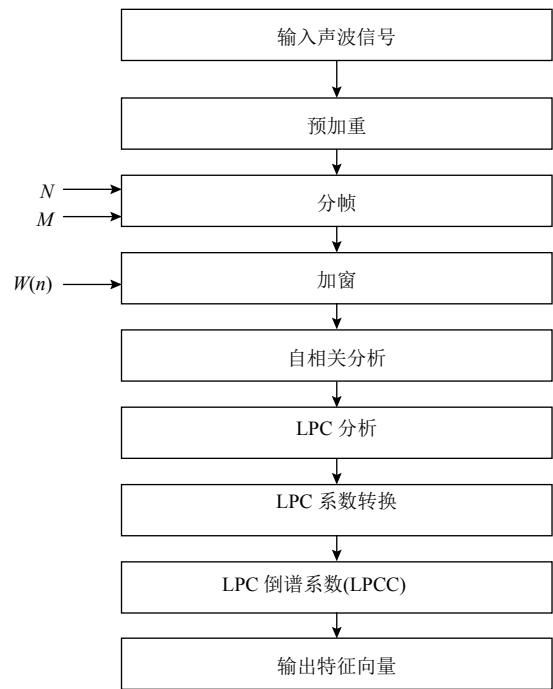 输入声波信号
预加重
N
分帧
M
W(n)
加窗
自相关分析
LPC 分析
LPC 系数转换
LPC 倒谱系数(LPCC)
输出特征向量